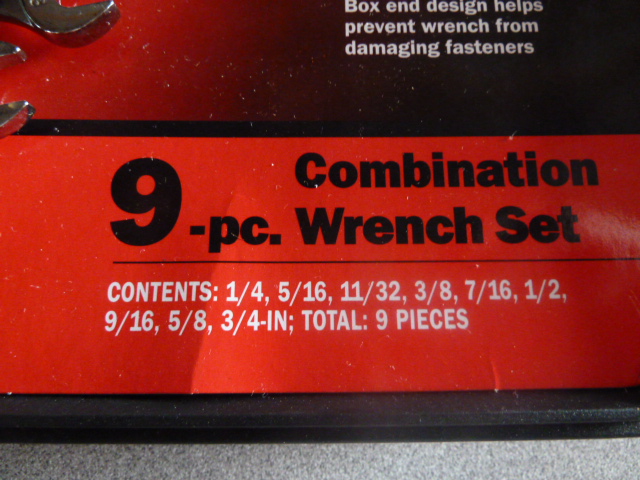 Box end design helps
prevent wrench from
damaging fasteners
9-pc. Combination
Wrench Set
CONTENTS: 1/4, 5/16, 11/32, 3/8, 7/16, 1/2,
9/16, 5/8, 3/4-IN; TOTAL: 9 PIECES